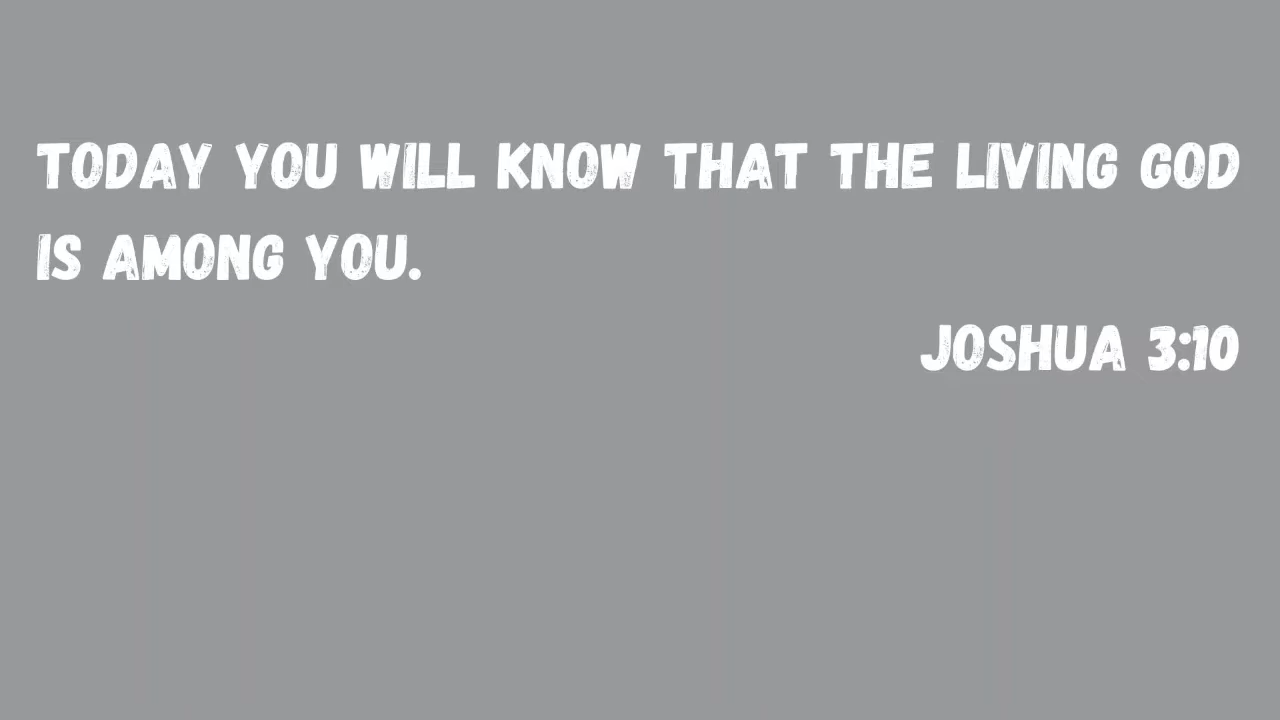 TODAY YOU WILL KNOW THAT THE LIVING GOD
IS AMONG YOU.
JOSHUA 3:10